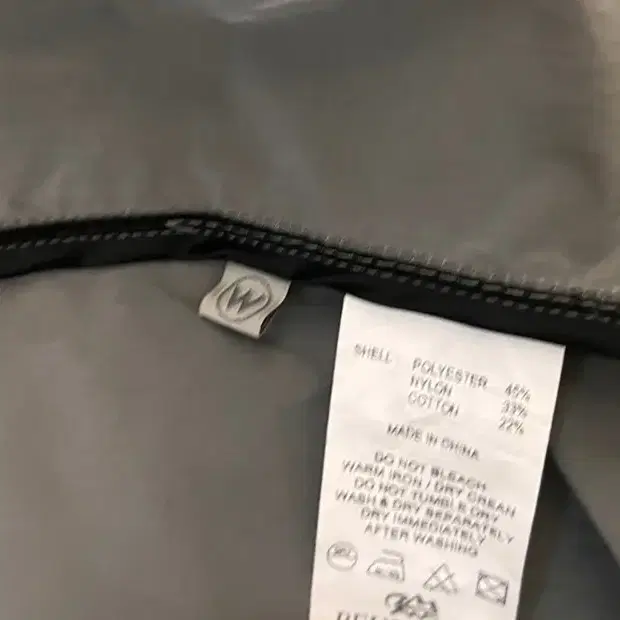 W
SHELL POLYESTER 45%
NYLON 33%
COTTON 22%
MADE IN CHINA
DO NOT BLEACH
WARM IRON / DRY CREAN
DO NOT TUMBLE DRY
WASH & DRY SEPARATELY
DRY IMMEDIATELY
AFTER WASHING